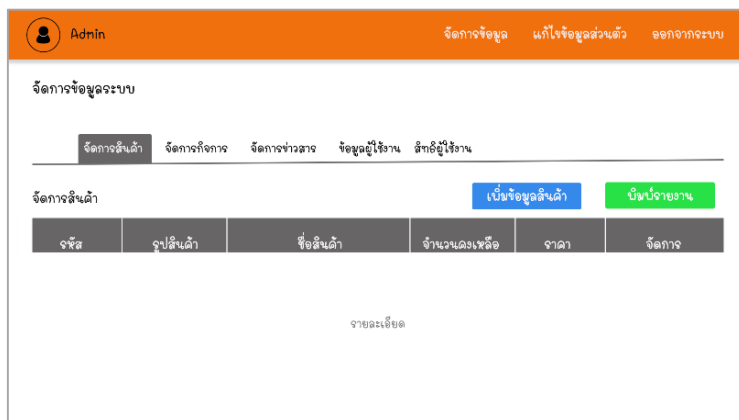 Admin จัดการข้อมูล แก้ไขข้อมูลส่วนตัว ออกจากระบบ
จัดการข้อมูลระบบ
จัดการสินค้า จัดการกิจการ จัดการข่าวสาร ข้อมูลผู้ใช้งาน สิทธิผู้ใช้งาน
จัดการสินค้า เพิ่มข้อมูลสินค้า พิมพ์รายงาน
รหัส รูปสินค้า ชื่อสินค้า จำนวนคงเหลือ ราคา จัดการ
รายละเอียด